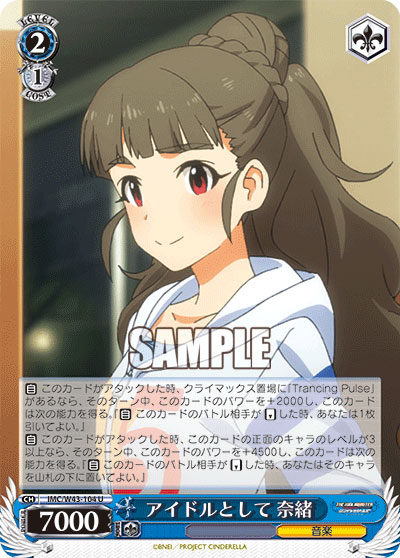 LEVEL
2
1
COST
SAMPLE
【自】 このカードがアタックした時、クライマックス置場に「Trancing Pulse」
があるなら、そのターン中、このカードのパワーを+2000し、このカード
は次の能力を得る。『【自】 このカードのバトル相手が【リバース】した時、あなたは1枚
引いてよい。』
【自】 このカードがアタックした時、このカードの正面のキャラのレベルが3
以上なら、そのターン中、このカードのパワーを+4500し、このカード
は次の能力を得る。『【自】 このカードのバトル相手が【リバース】した時、あなたはそのキャラ
を山札の下に置いてよい。』
CH IMC/W43-104 U
アイドルとして 奈緒
7000
音楽
©BNEI / PROJECT CINDERELLA